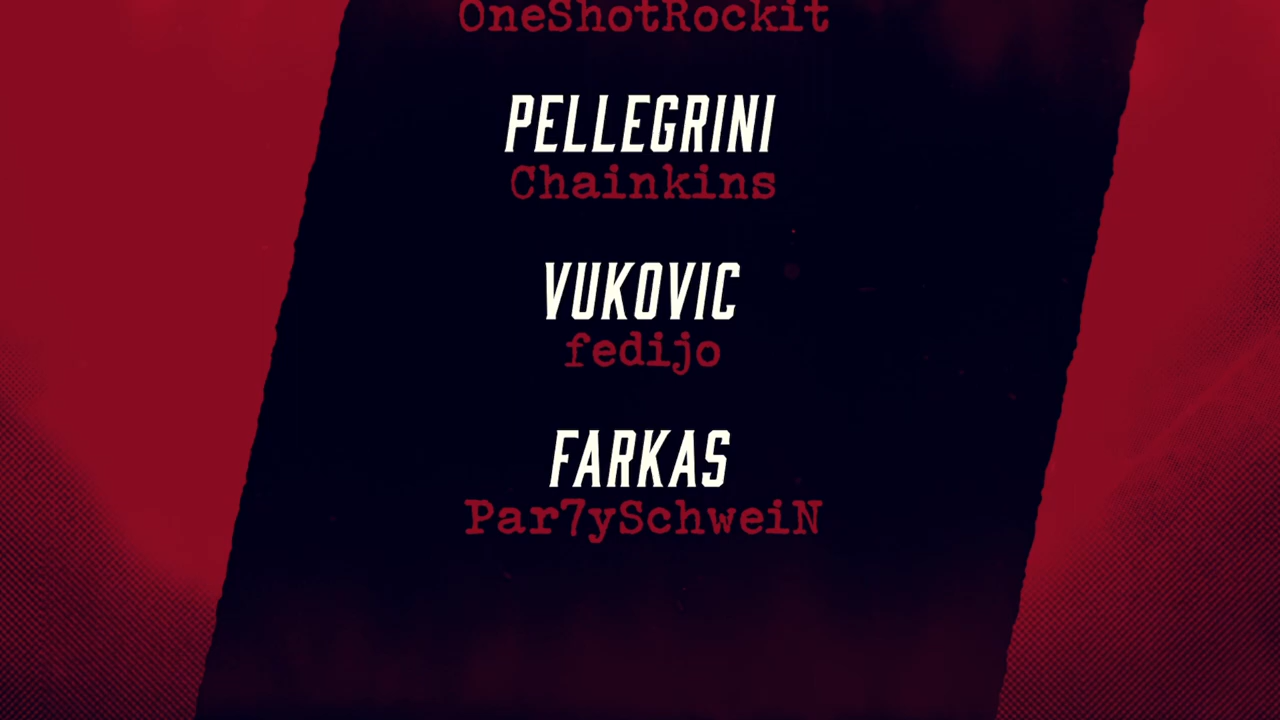 OneShotRockit
PELLEGRINI
Chainkins
VUKOVIC
fedijo
FARKAS
Par7ySchweiN